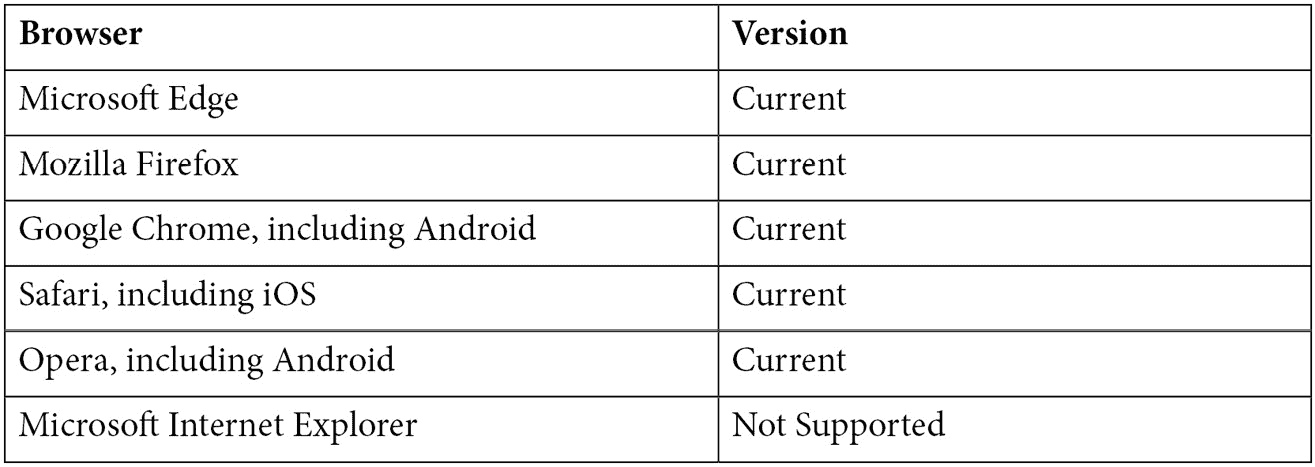 Browser Version
Microsoft Edge Current
Mozilla Firefox Current
Google Chrome, including Android Current
Safari, including iOS Current
Opera, including Android Current
Microsoft Internet Explorer Not Supported